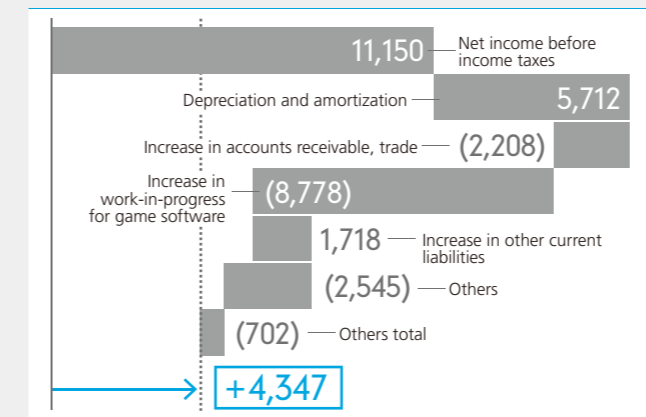 11,150
Net income before
income taxes
Depreciation and amortization
5,712
Increase in accounts receivable, trade
(2,208)
Increase in
work-in-progress
for game software
(8,778)
1,718
Increase in other current
liabilities
(2,545)
Others
(702)
Others total
+4,347